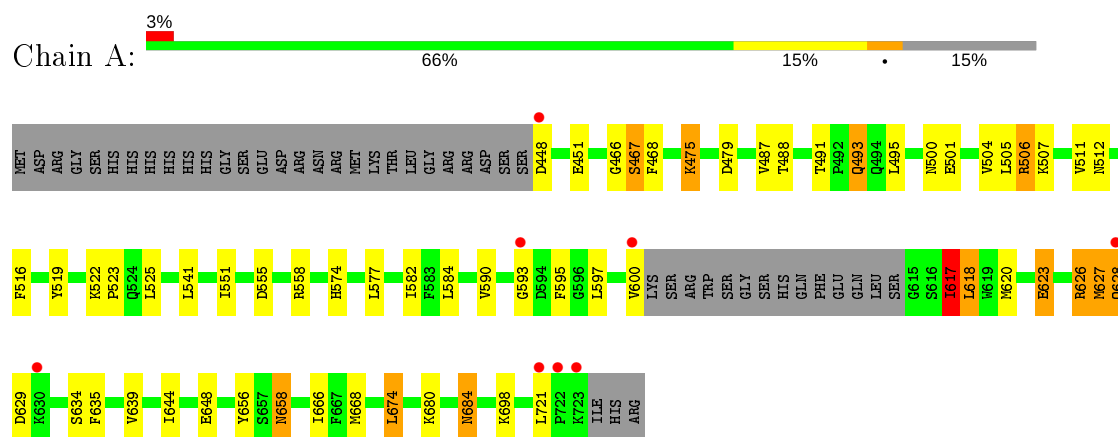 3%
Chain A:
66% 15% • 15%
MET ASP ARG GLY SER HIS HIS HIS HIS HIS HIS GLY SER GLU ASP ARG ASN ARG MET LYS THR LEU GLY ARG ARG ASP SER SER D448 E451 G466 S467 F468 K475 D479 V487 T488 T491 P492 Q493 Q494 L495 N500 E501 V504 L505 R506 K507 V511 N512
F516 Y519 K522 P523 Q524 L525 L541 I551 D555 R558 H574 L577 I582 F583 L584 V590 G593 D594 F595 G596 L597 V600 LYS SER ARG TRP SER GLY SER HIS GLN PHE GLU GLN LEU SER G615 S616 I617 L618 W619 M620 E623 R626 M627 Q628
D629 K630 S634 F635 V639 I644 E648 Y656 S657 N658 I666 F667 M668 L674 K680 N684 K698 L721 P722 K723 ILE HIS ARG